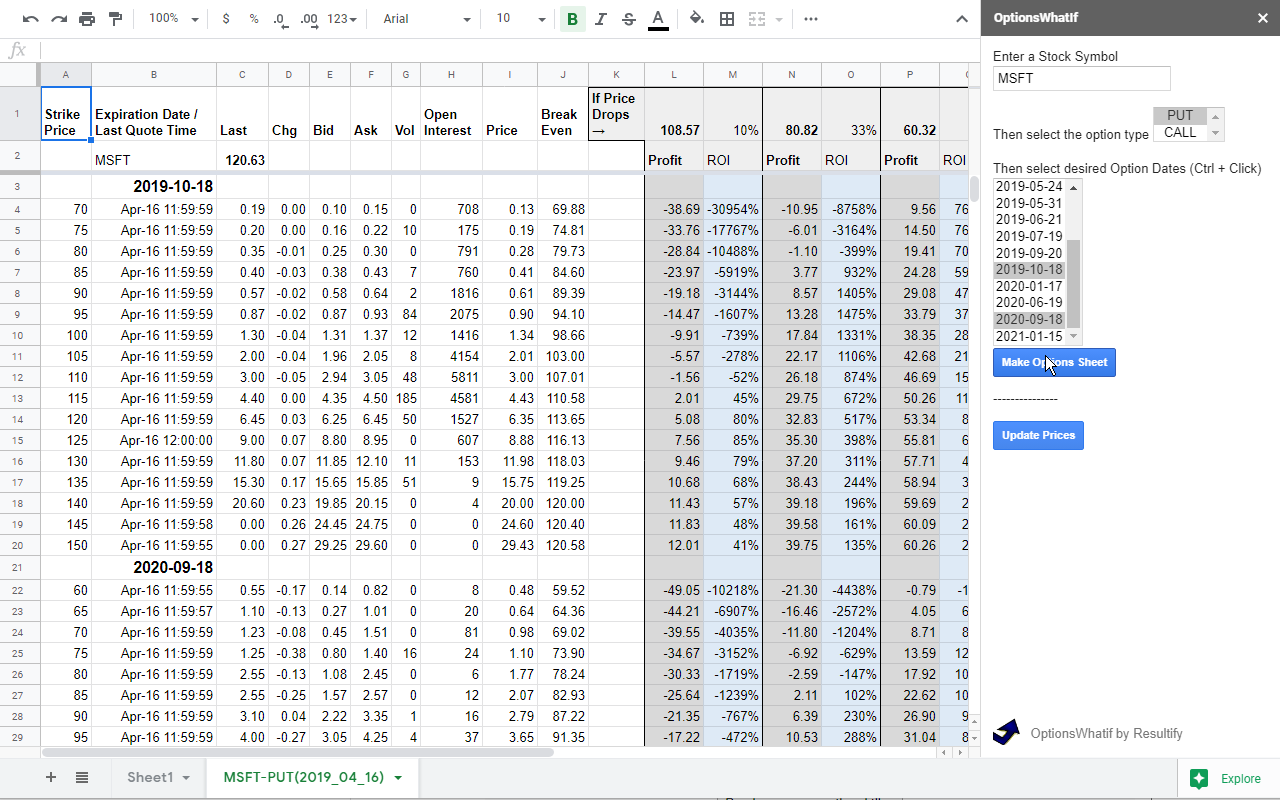 100% $ % .0 .00 123 Arial 10 B I S A
OptionsWhatIf
fx
A B C D E F G H I J K L M N O P
1 Strike Price Expiration Date / Last Quote Time Last Chg Bid Ask Vol Open Interest Price Break Even If Price Drops → 108.57 10% 80.82 33% 60.32
2 MSFT 120.63 Profit ROI Profit ROI Profit ROI
3 2019-10-18
4 70 Apr-16 11:59:59 0.19 0.00 0.10 0.15 0 708 0.13 69.88 -38.69 -30954% -10.95 -8758% 9.56 76
5 75 Apr-16 11:59:59 0.20 0.00 0.16 0.22 10 175 0.19 74.81 -33.76 -17767% -6.01 -3164% 14.50 76
6 80 Apr-16 11:59:59 0.35 -0.01 0.25 0.30 0 791 0.28 79.73 -28.84 -10488% -1.10 -399% 19.41 70
7 85 Apr-16 11:59:59 0.40 -0.03 0.38 0.43 7 760 0.41 84.60 -23.97 -5919% 3.77 932% 24.28 59
8 90 Apr-16 11:59:59 0.57 -0.02 0.58 0.64 2 1816 0.61 89.39 -19.18 -3144% 8.57 1405% 29.08 47
9 95 Apr-16 11:59:59 0.87 -0.02 0.87 0.93 84 2075 0.90 94.10 -14.47 -1607% 13.28 1475% 33.79 37
10 100 Apr-16 11:59:59 1.30 -0.04 1.31 1.37 12 1416 1.34 98.66 -9.91 -739% 17.84 1331% 38.35 28
11 105 Apr-16 11:59:59 2.00 -0.04 1.96 2.05 8 4154 2.01 103.00 -5.57 -278% 22.17 1106% 42.68 21
12 110 Apr-16 11:59:59 3.00 -0.05 2.94 3.05 48 5811 3.00 107.01 -1.56 -52% 26.18 874% 46.69 15
13 115 Apr-16 11:59:59 4.40 0.00 4.35 4.50 185 4581 4.43 110.58 2.01 45% 29.75 672% 50.26 11
14 120 Apr-16 11:59:59 6.45 0.03 6.25 6.45 50 1527 6.35 113.65 5.08 80% 32.83 517% 53.34 8
15 125 Apr-16 12:00:00 9.00 0.07 8.80 8.95 0 607 8.88 116.13 7.56 85% 35.30 398% 55.81 6
16 130 Apr-16 11:59:59 11.80 0.07 11.85 12.10 11 153 11.98 118.03 9.46 79% 37.20 311% 57.71 4
17 135 Apr-16 11:59:59 15.30 0.17 15.65 15.85 51 9 15.75 119.25 10.68 68% 38.43 244% 58.94 3
18 140 Apr-16 11:59:59 20.60 0.23 19.85 20.15 0 4 20.00 120.00 11.43 57% 39.18 196% 59.69 2
19 145 Apr-16 11:59:58 0.00 0.26 24.45 24.75 0 0 24.60 120.40 11.83 48% 39.58 161% 60.09 2
20 150 Apr-16 11:59:55 0.00 0.27 29.25 29.60 0 0 29.43 120.58 12.01 41% 39.75 135% 60.26 2
21 2020-09-18
22 60 Apr-16 11:59:55 0.55 -0.17 0.14 0.82 0 8 0.48 59.52 -49.05 -10218% -21.30 -4438% -0.79 -1
23 65 Apr-16 11:59:57 1.10 -0.13 0.27 1.01 0 20 0.64 64.36 -44.21 -6907% -16.46 -2572% 4.05 6
24 70 Apr-16 11:59:59 1.23 -0.08 0.45 1.51 0 81 0.98 69.02 -39.55 -4035% -11.80 -1204% 8.71 8
25 75 Apr-16 11:59:59 1.25 -0.38 0.80 1.40 16 24 1.10 73.90 -34.67 -3152% -6.92 -629% 13.59 12
26 80 Apr-16 11:59:59 2.55 -0.13 1.08 2.45 0 6 1.77 78.24 -30.33 -1719% -2.59 -147% 17.92 10
27 85 Apr-16 11:59:59 2.55 -0.25 1.57 2.57 0 12 2.07 82.93 -25.64 -1239% 2.11 102% 22.62 10
28 90 Apr-16 11:59:59 3.10 0.04 2.22 3.35 1 16 2.79 87.22 -21.35 -767% 6.39 230% 26.90 9
29 95 Apr-16 11:59:59 4.00 -0.27 3.05 4.25 4 37 3.65 91.35 -17.22 -472% 10.53 288% 31.04 8
Sheet1 MSFT-PUT(2019_04_16)
Enter a Stock Symbol
MSFT
PUT
Then select the option type CALL
Then select desired Option Dates (Ctrl + Click)
2019-05-24
2019-05-31
2019-06-21
2019-07-19
2019-09-20
2019-10-18
2020-01-17
2020-06-19
2020-09-18
2021-01-15
Make Options Sheet
---------------
Update Prices
OptionsWhatif by Resultify
Explore